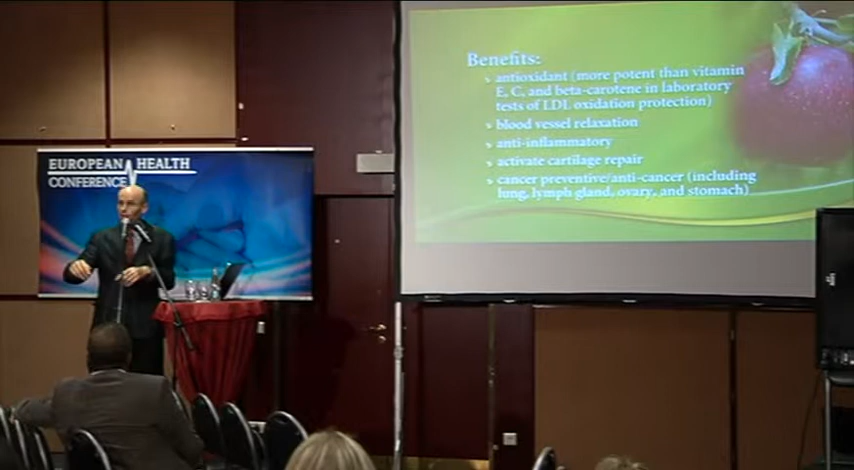 EUROPEAN HEALTH
CONFERENCE
Benefits:
antioxidant (more potent than vitamin
E, C, and beta-carotene in laboratory
tests of LDL oxidation protection)
blood vessel relaxation
anti-inflammatory
activate cartilage repair
cancer preventive/anti-cancer (including
lung, lymph gland, ovary, and stomach)